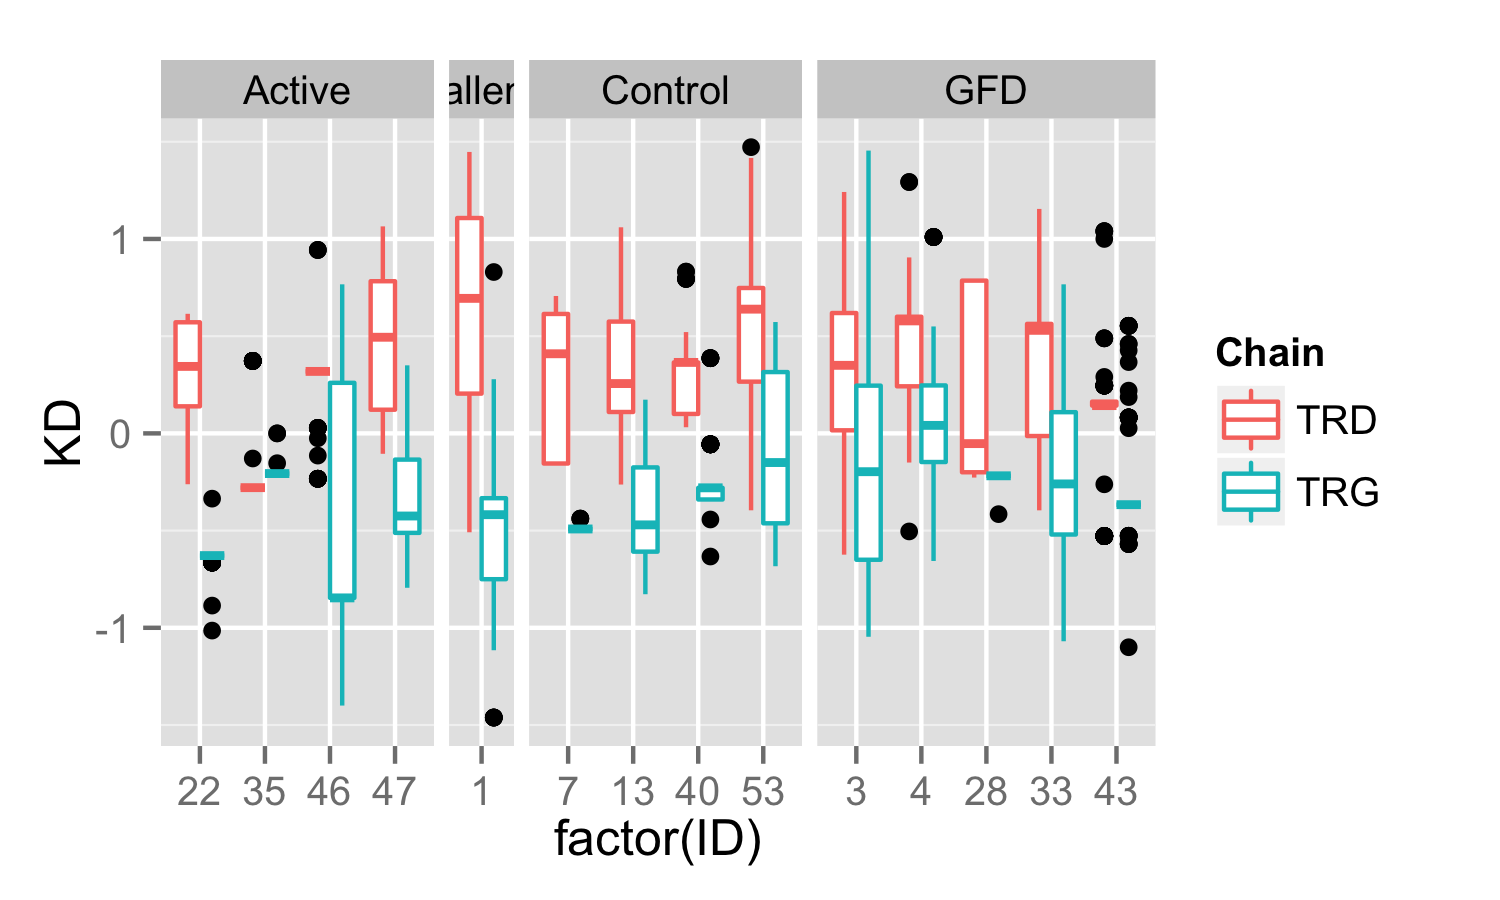 Active
aller
Control
GFD
KD
1
0
-1
22 35 46 47
1
7 13 40 53
3 4 28 33 43
factor(ID)
Chain
TRD
TRG